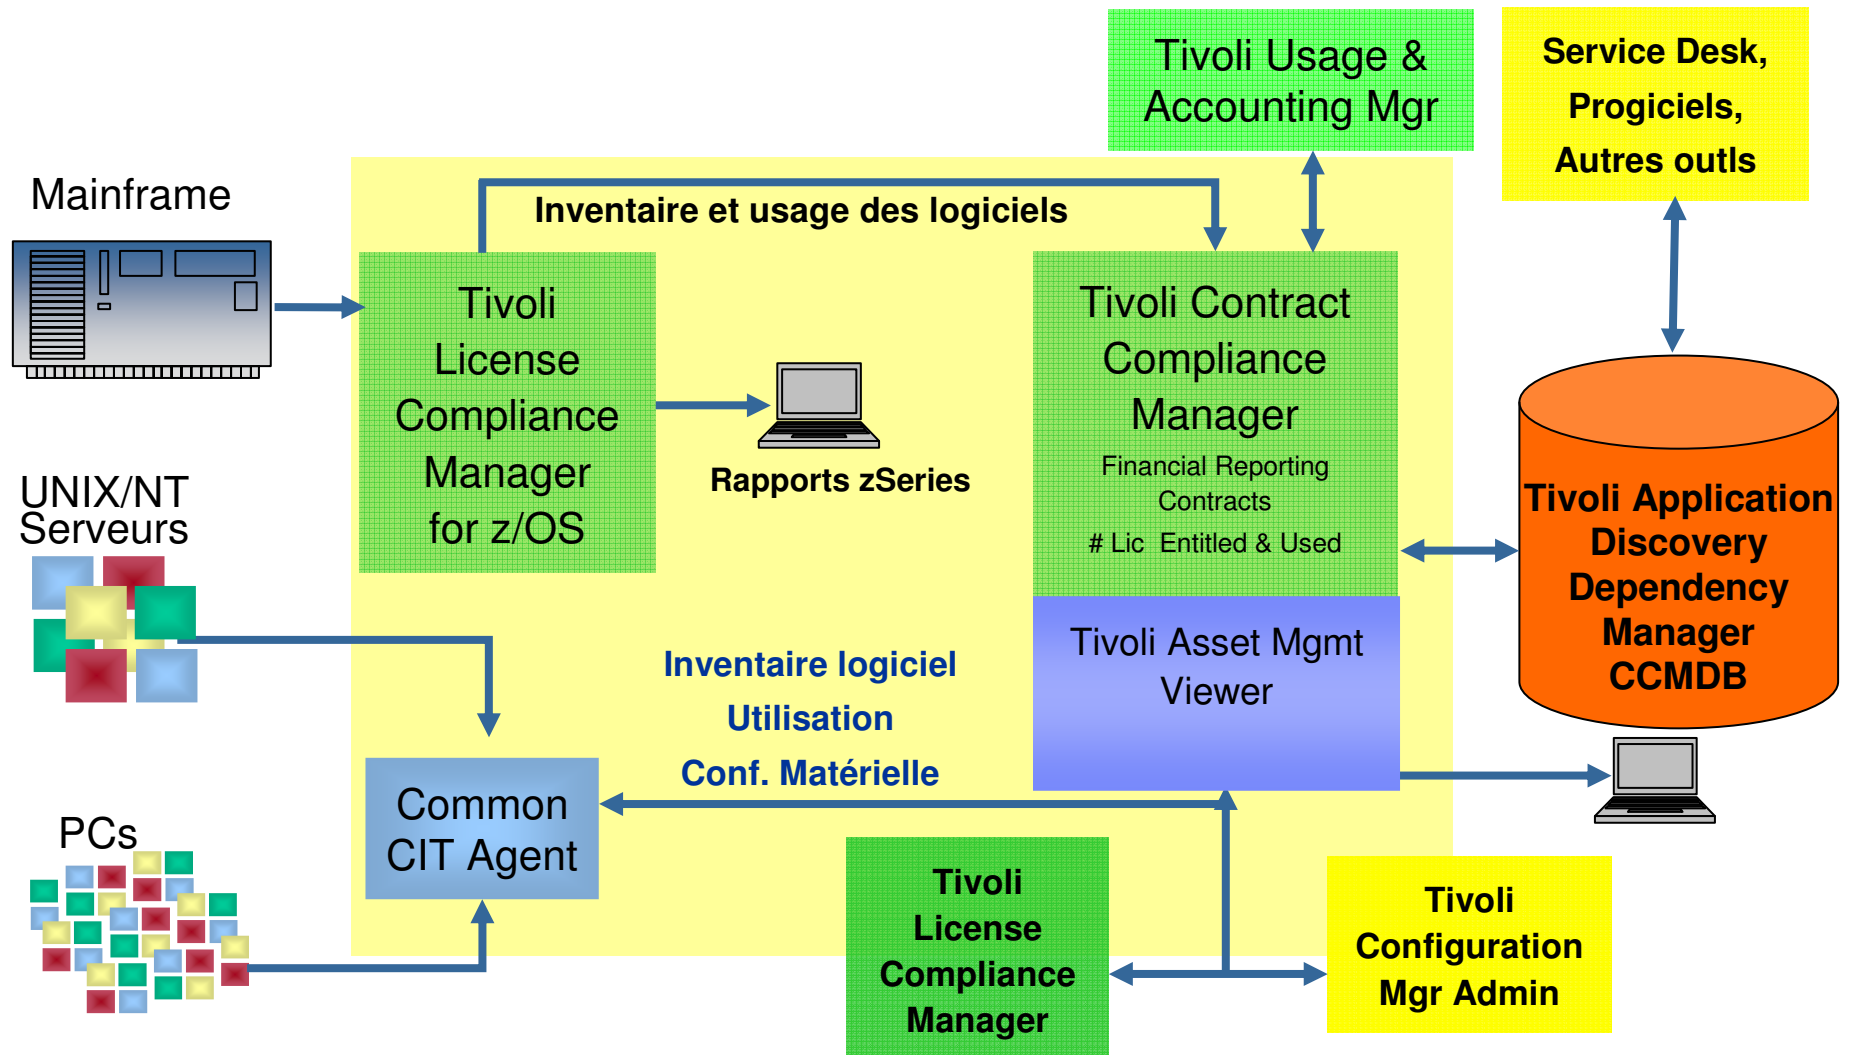 Tivoli Usage &
Accounting Mgr
Service Desk,
Progiciels,
Autres outls
Mainframe
Inventaire et usage des logiciels
Tivoli
License
Compliance
Manager
for z/OS
Rapports zSeries
Tivoli Contract
Compliance
Manager
Financial Reporting
Contracts
# Lic Entitled & Used
Tivoli Application
Discovery
Dependency
Manager
CCMDB
UNIX/NT
Serveurs
Tivoli Asset Mgmt
Viewer
Inventaire logiciel
Utilisation
Conf. Matérielle
Common
CIT Agent
PCs
Tivoli
License
Compliance
Manager
Tivoli
Configuration
Mgr Admin